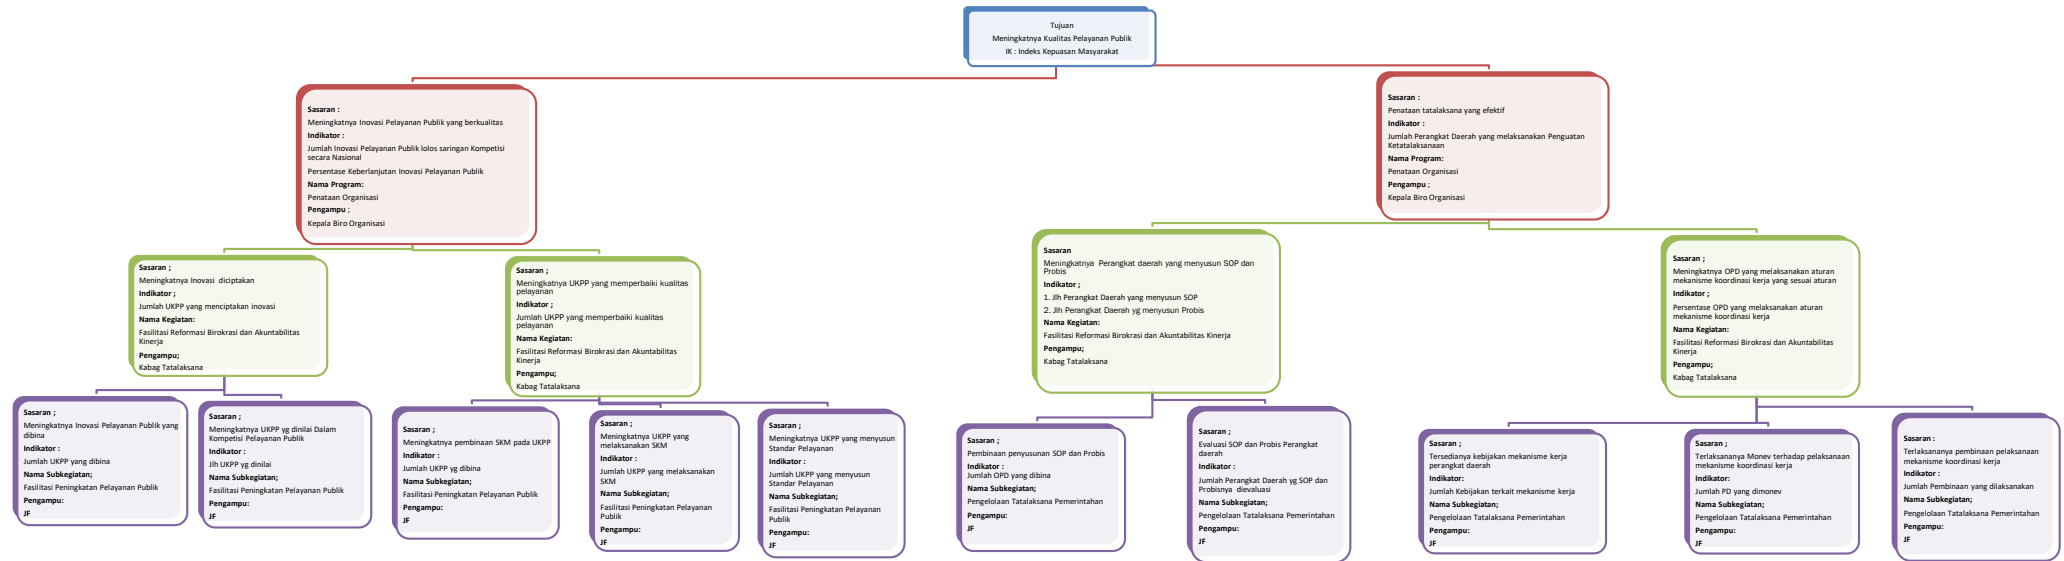 Tujuan
Meningkatnya Kualitas Pelayanan Publik
IK : Indeks Kepuasan Masyarakat
Sasaran :
Meningkatnya Inovasi Pelayanan Publik yang berkualitas
Indikator :
Jumlah Inovasi Pelayanan Publik lolos saringan Kompetisi
secara Nasional
Persentase Keberlanjutan Inovasi Pelayanan Publik
Nama Program:
Penataan Organisasi
Pengampu ;
Kepala Biro Organisasi
Sasaran :
Penataan tatalaksana yang efektif
Indikator :
Jumlah Perangkat Daerah yang melaksanakan Penguatan
Ketatalaksanaan
Nama Program:
Penataan Organisasi
Pengampu ;
Kepala Biro Organisasi
Sasaran ;
Meningkatnya Inovasi diciptakan
Indikator ;
Jumlah UKPP yang menciptakan inovasi
Nama Kegiatan:
Fasilitasi Reformasi Birokrasi dan Akuntabilitas
Kinerja
Pengampu;
Kabag Tatalaksana
Sasaran ;
Meningkatnya UKPP yang memperbaiki kualitas
pelayanan
Indikator ;
Jumlah UKPP yang memperbaiki kualitas
pelayanan
Nama Kegiatan:
Fasilitasi Reformasi Birokrasi dan Akuntabilitas
Kinerja
Pengampu;
Kabag Tatalaksana
Sasaran
Meningkatnya Perangkat daerah yang menyusun SOP dan
Probis
Indikator ;
1. Jlh Perangkat Daerah yang menyusun SOP
2. Jlh Perangkat Daerah yg menyusun Probis
Nama Kegiatan:
Fasilitasi Reformasi Birokrasi dan Akuntabilitas Kinerja
Pengampu;
Kabag Tatalaksana
Sasaran ;
Meningkatnya OPD yang melaksanakan aturan
mekanisme koordinasi kerja yang sesuai aturan
Indikator ;
Persentase OPD yang melaksanakan aturan
mekanisme koordinasi kerja
Nama Kegiatan:
Fasilitasi Reformasi Birokrasi dan Akuntabilitas
Kinerja
Pengampu;
Kabag Tatalaksana
Sasaran ;
Meningkatnya Inovasi Pelayanan Publik yang
dibina
Indikator :
Jumlah UKPP yang dibina
Nama Subkegiatan;
Fasilitasi Peningkatan Pelayanan Publik
Pengampu:
JF
Sasaran ;
Meningkatnya UKPP yg dinilai Dalam
Kompetisi Pelayanan Publik
Indikator :
Jlh UKPP yg dinilai
Nama Subkegiatan;
Fasilitasi Peningkatan Pelayanan Publik
Pengampu:
JF
Sasaran ;
Meningkatnya pembinaan SKM pada UKPP
Indikator :
Jumlah UKPP yg dibina
Nama Subkegiatan;
Fasilitasi Peningkatan Pelayanan Publik
Pengampu:
JF
Sasaran ;
Meningkatnya UKPP yang
melaksanakan SKM
Indikator :
Jumlah UKPP yang melaksanakan
SKM
Nama Subkegiatan;
Fasilitasi Peningkatan Pelayanan
Publik
Pengampu:
JF
Sasaran ;
Meningkatnya UKPP yang menyusun
Standar Pelayanan
Indikator :
Jumlah UKPP yang menyusun
Standar Pelayanan
Nama Subkegiatan;
Fasilitasi Peningkatan Pelayanan
Publik
Pengampu:
JF
Sasaran ;
Pembinaan penyusunan SOP dan Probis
Indikator :
Jumlah OPD yang dibina
Nama Subkegiatan;
Pengelolaan Tatalaksana Pemerintahan
Pengampu:
JF
Sasaran ;
Evaluasi SOP dan Probis Perangkat
daerah
Indikator :
Jumlah Perangkat Daerah yg SOP dan
Probisnya dievaluasi
Nama Subkegiatan;
Pengelolaan Tatalaksana Pemerintahan
Pengampu:
JF
Sasaran ;
Tersedianya kebijakan mekanisme kerja
perangkat daerah
Indikator:
Jumlah Kebijakan terkait mekanisme kerja
Nama Subkegiatan;
Pengelolaan Tatalaksana Pemerintahan
Pengampu:
JF
Sasaran ;
Terlaksananya Monev terhadap pelaksanaan
mekanisme koordinasi kerja
Indikator:
Jumlah PD yang dimonev
Nama Subkegiatan;
Pengelolaan Tatalaksana Pemerintahan
Pengampu:
JF
Sasaran :
Terlaksananya pembinaan pelaksanaan
mekanisme koordinasi kerja
Indikator :
Jumlah Pembinaan yang dilaksanakan
Nama Subkegiatan;
Pengelolaan Tatalaksana Pemerintahan
Pengampu:
JF